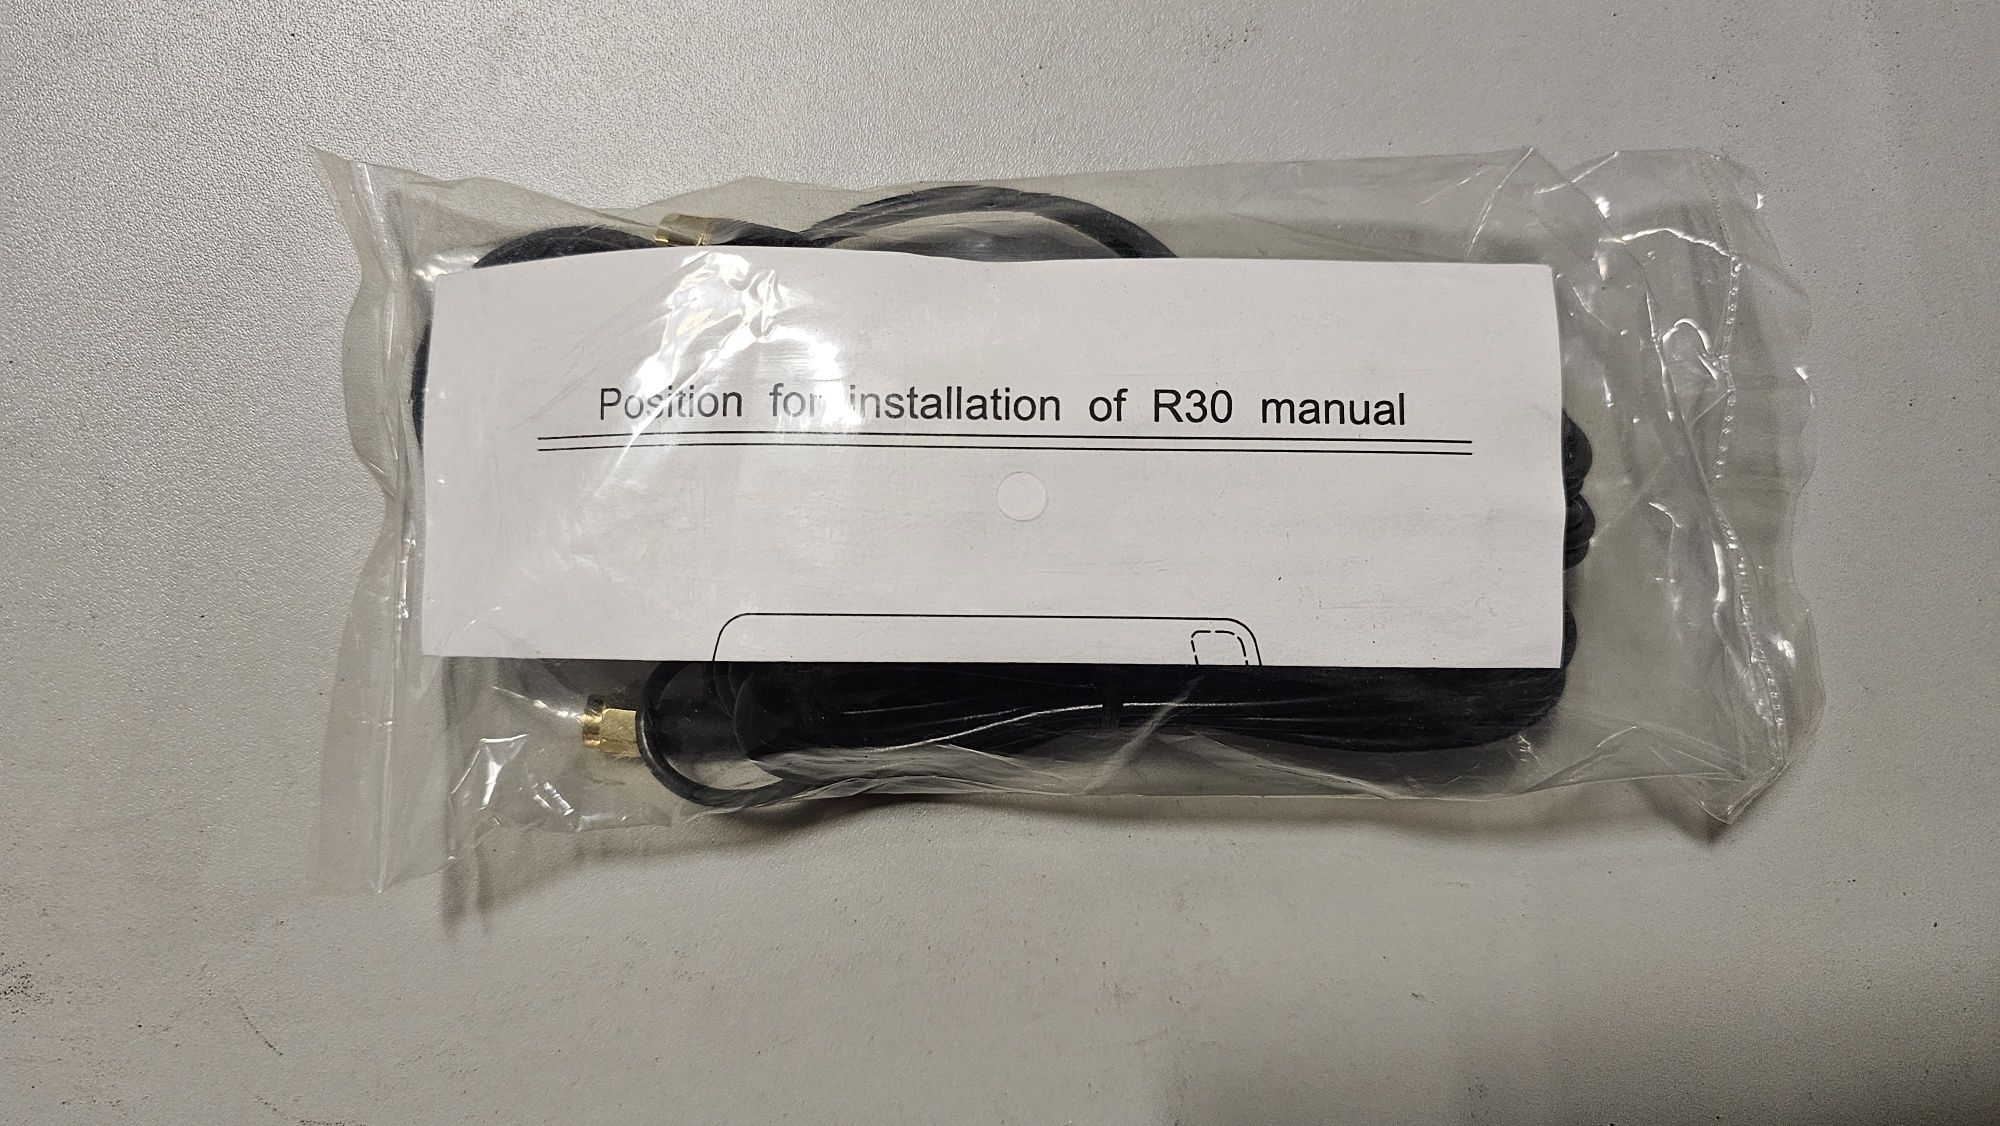 Position for installation of R30 manual